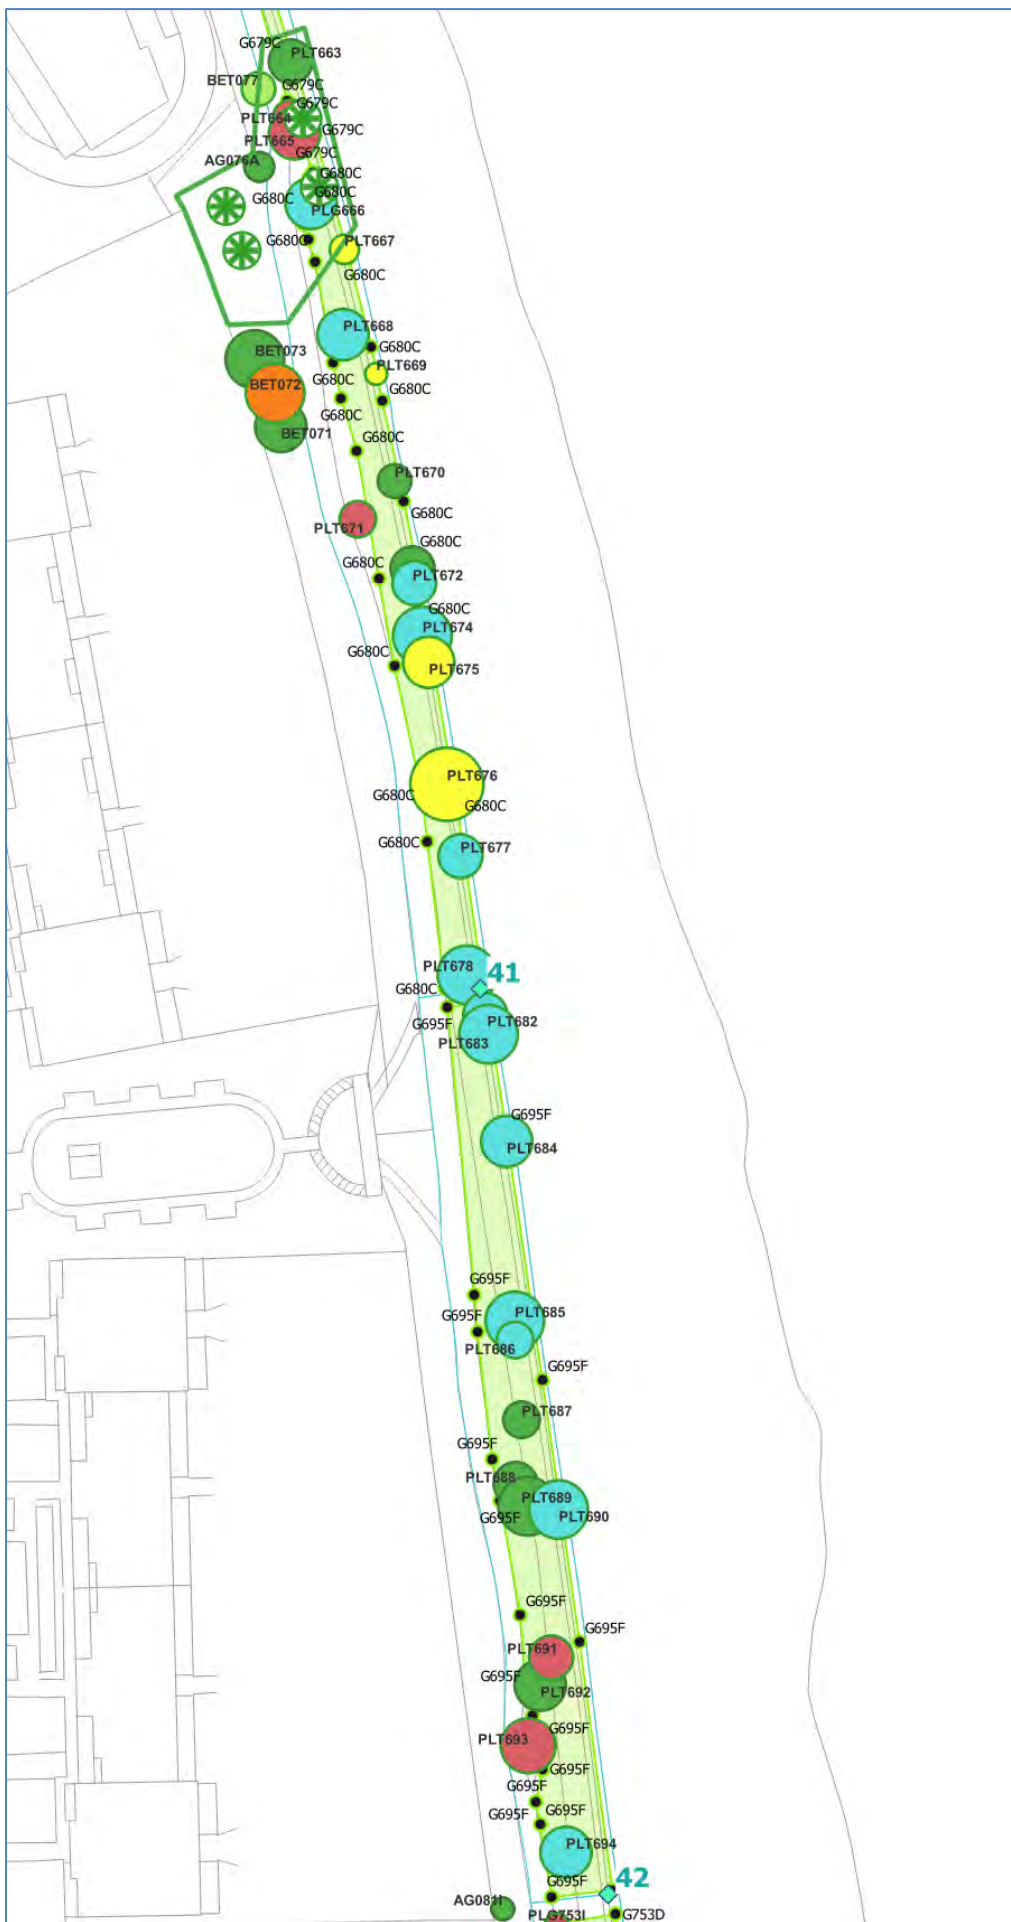 G679C
PLT663
BET077
G679C
G679C
PLT664
G679C
PLT665
G679C
AG076A
G680C
G680C
G680C
PLG666
G680C
PLT667
G680C
PLT668
G680C
BET073
PLT669
G680C
BET072
G680C
G680C
BET071
G680C
PLT670
G680C
PLT671
G680C
G680C
PLT672
G680C
PLT674
G680C
PLT675
PLT676
G680C
G680C
G680C
PLT677
PLT678
41
G680C
G695F
PLT682
PLT683
G695F
PLT684
G695F
PLT685
G695F
PLT686
G695F
PLT687
G695F
PLT688
PLT689
G695F
PLT690
G695F
G695F
PLT691
G695F
PLT692
G695F
PLT693
G695F
G695F
G695F
G695F
PLT694
42
G695F
AG081I
PLG753I
G753D